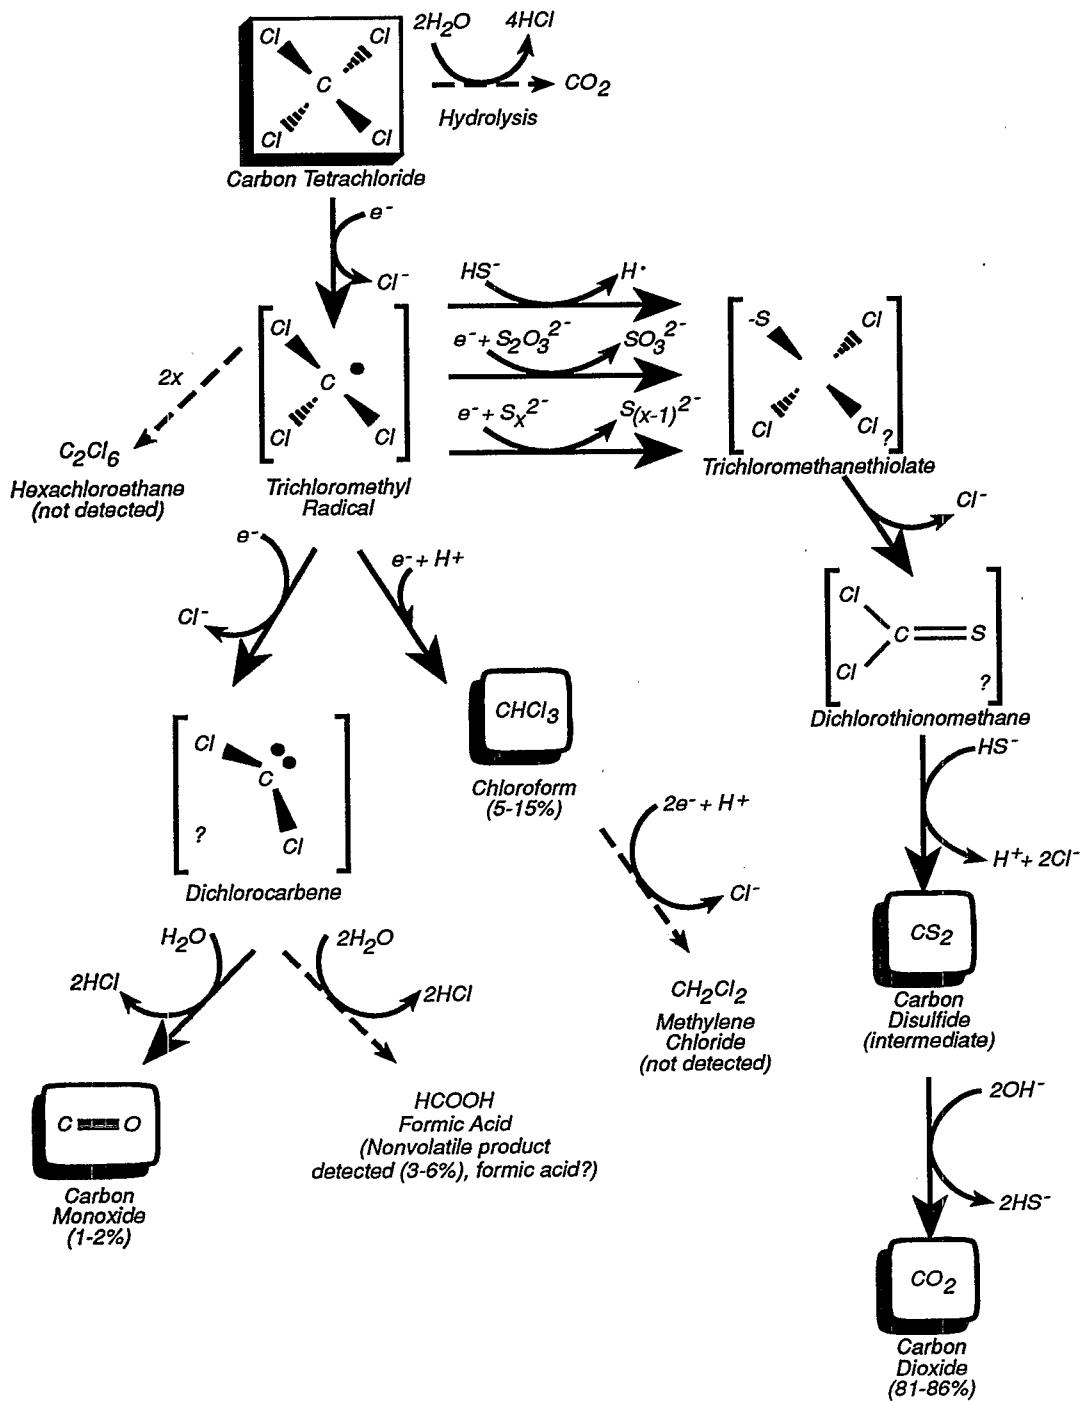 Cl
Cl
C
Cl
Cl
Carbon Tetrachloride
2H2O
4HCl
CO2
Hydrolysis
e-
Cl-
Cl
C
Cl
Cl
Trichloromethyl
Radical
2x
C2Cl6
Hexachloroethane
(not detected)
HS-
H·
e- + S2O3 2-
SO3 2-
e- + Sx 2-
S(x-1) 2-
-S
Cl
Cl
Cl
?
Trichloromethanethiolate
Cl-
Cl
C
S
Cl
?
Dichlorothionomethane
e-
Cl-
e- + H+
CHCl3
Chloroform
(5-15%)
Cl
C
Cl
?
Dichlorocarbene
2e- + H+
Cl-
CH2Cl2
Methylene
Chloride
(not detected)
HS-
H+ + 2Cl-
CS2
Carbon
Disulfide
(intermediate)
H2O
2HCl
2H2O
2HCl
C
O
Carbon
Monoxide
(1-2%)
HCOOH
Formic Acid
(Nonvolatile product
detected (3-6%), formic acid?)
2OH-
2HS-
CO2
Carbon
Dioxide
(81-86%)